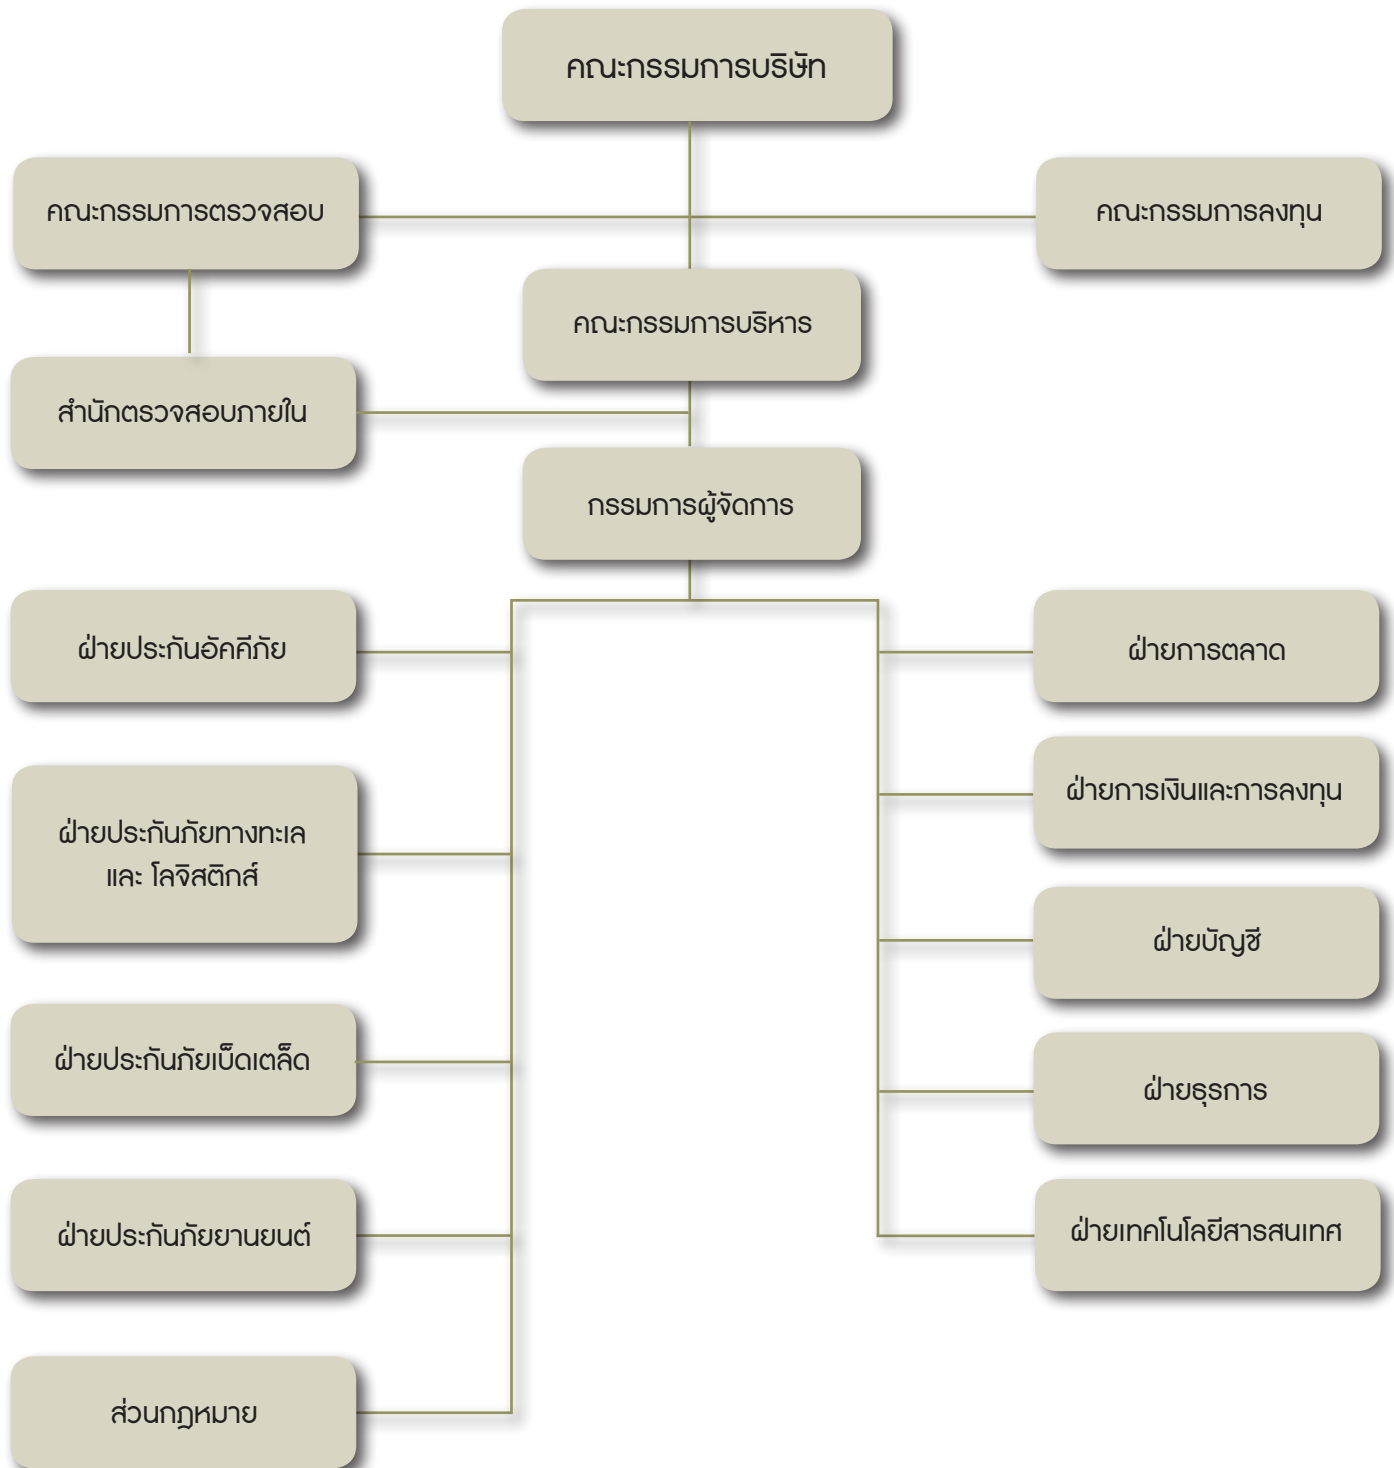 คณะกรรมการบริษัท
คณะกรรมการตรวจสอบ
คณะกรรมการลงทุน
คณะกรรมการบริหาร
สำนักตรวจสอบภายใน
กรรมการผู้จัดการ
ฝ่ายประกันอัคคีภัย
ฝ่ายการตลาด
ฝ่ายประกันภัยทางทะเล
และ โลจิสติกส์
ฝ่ายการเงินและการลงทุน
ฝ่ายบัญชี
ฝ่ายประกันภัยเบ็ดเตล็ด
ฝ่ายธุรการ
ฝ่ายประกันภัยยานยนต์
ฝ่ายเทคโนโลยีสารสนเทศ
ส่วนกฎหมาย